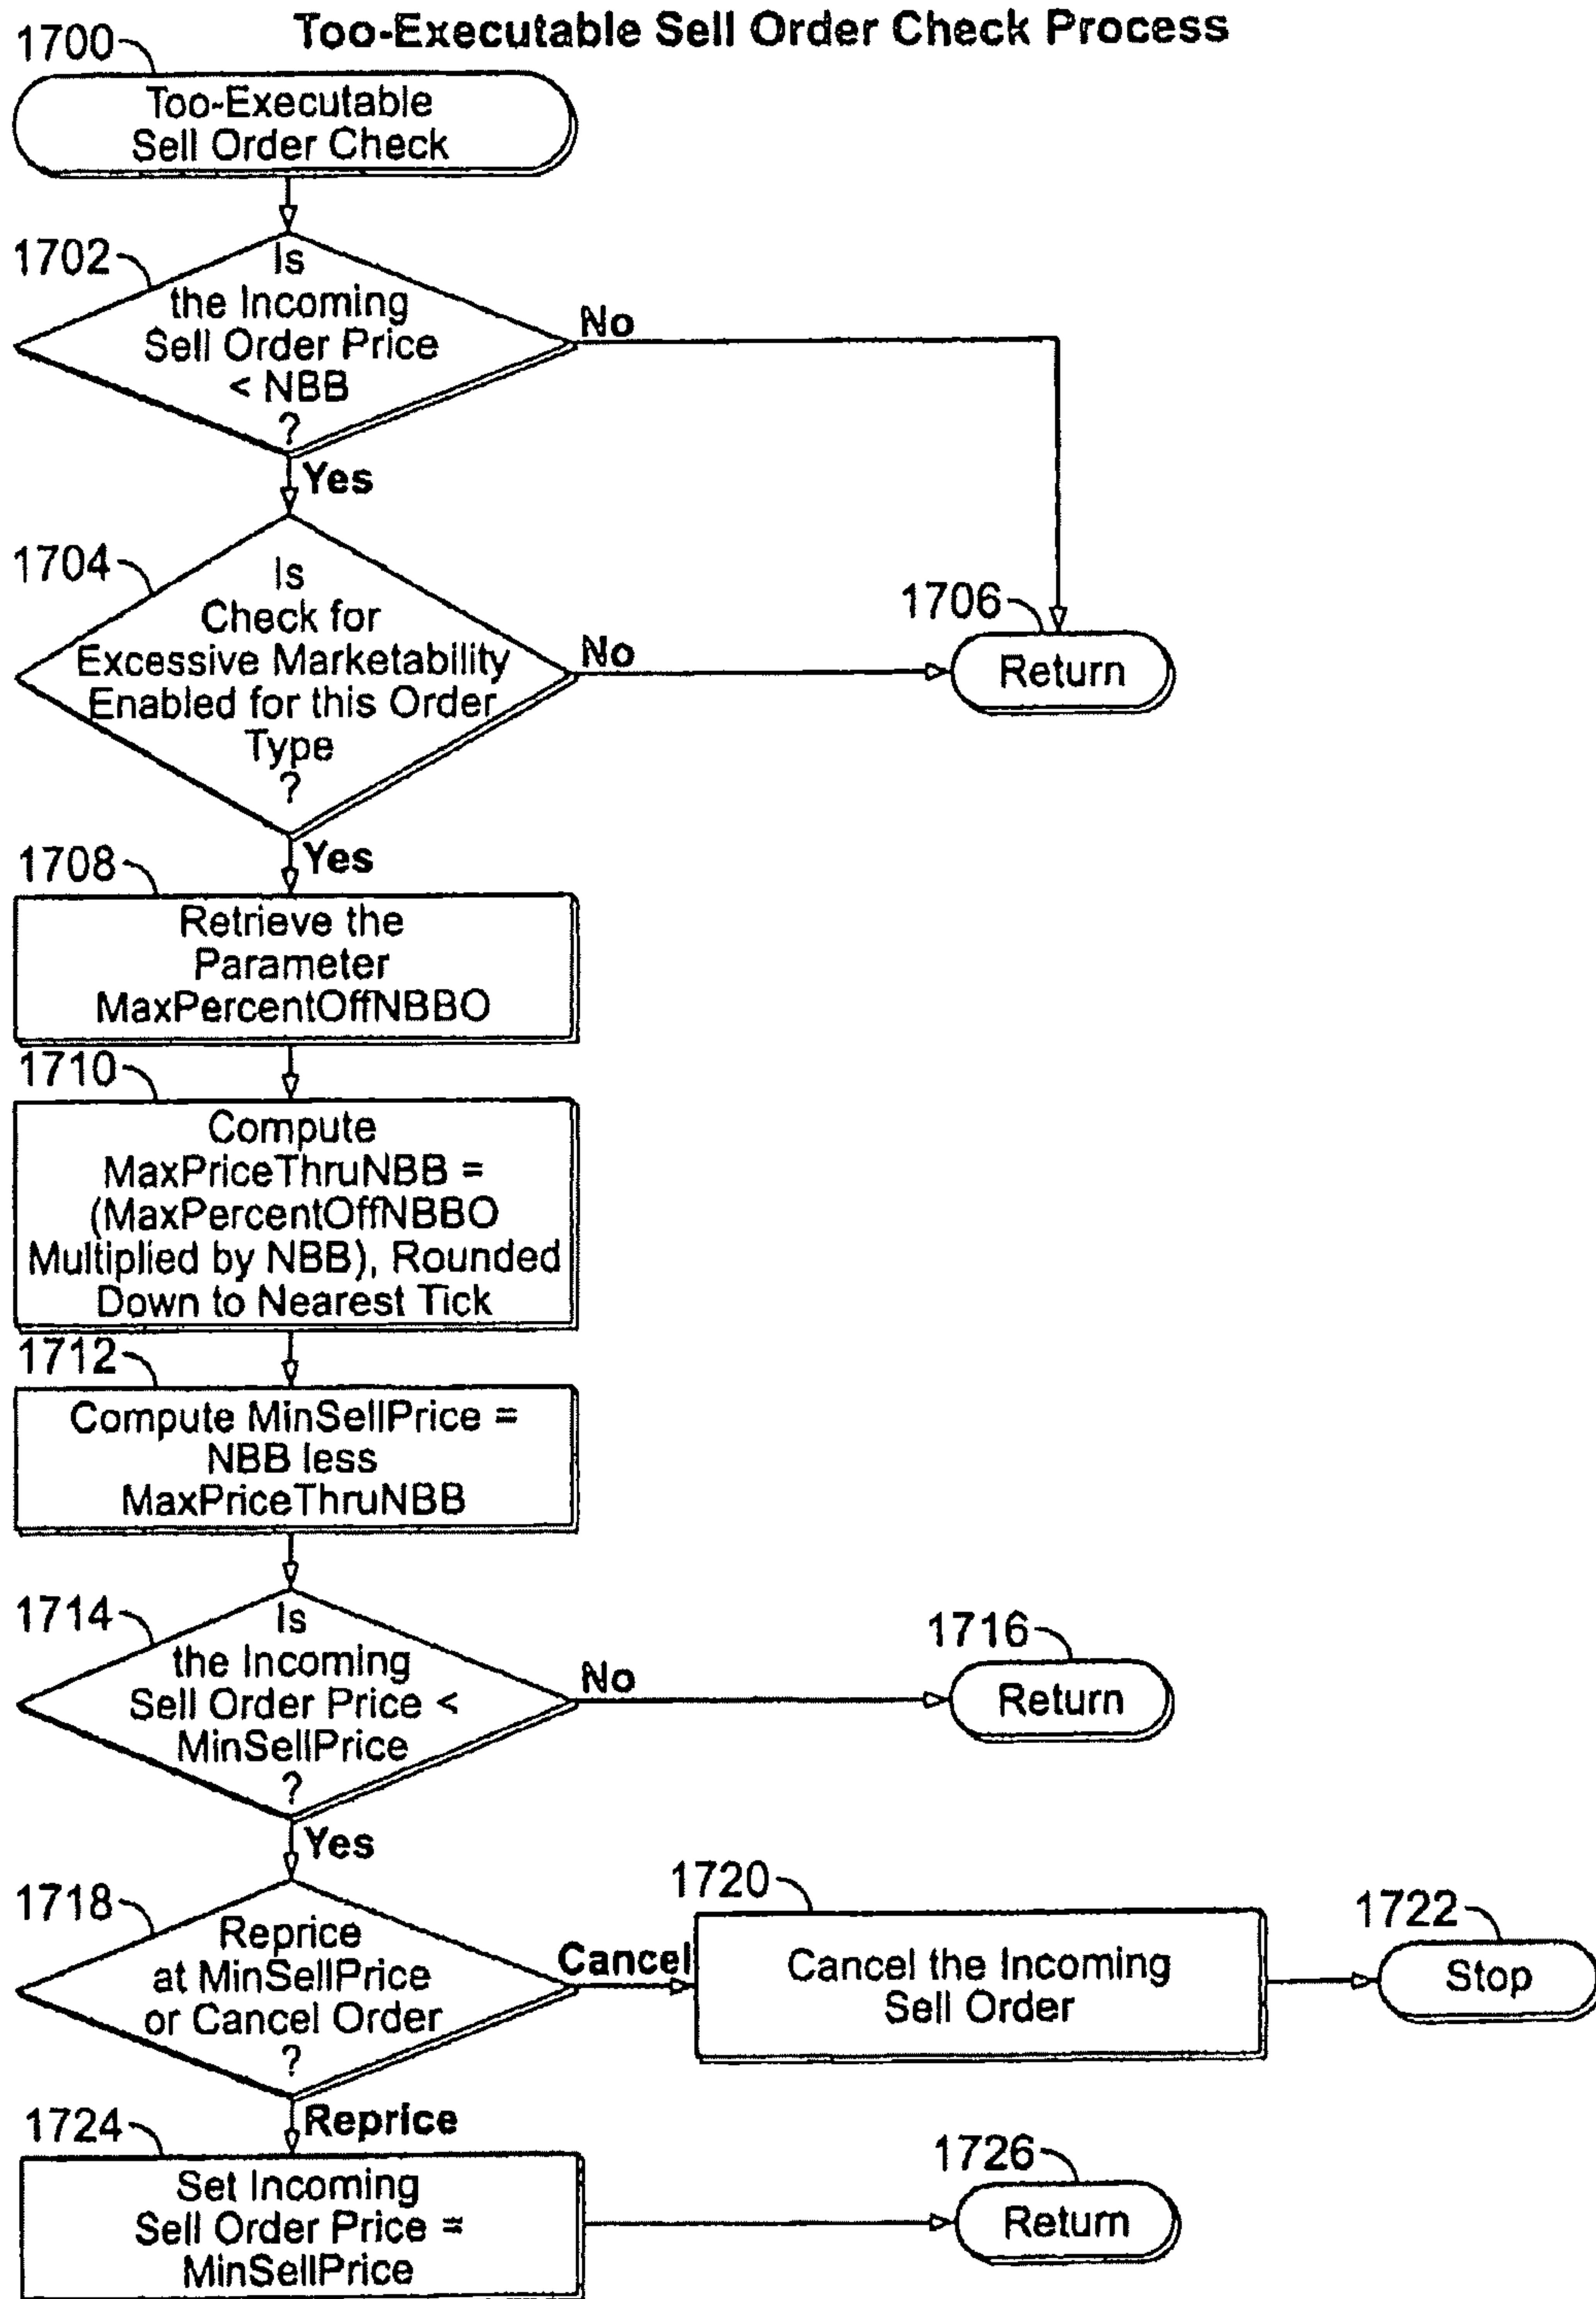 Too-Executable Sell Order Check Process
1700
Too-Executable
Sell Order Check
1702
Is
the Incoming
Sell Order Price
< NBB
?
No
Yes
1704
Is
Check for
Excessive Marketability
Enabled for this Order
Type
?
No
1706
Return
Yes
1708
Retrieve the
Parameter
MaxPercentOffNBBO
1710
Compute
MaxPriceThruNBB =
(MaxPercentOffNBBO
Multiplied by NBB), Rounded
Down to Nearest Tick
1712
Compute MinSellPrice =
NBB less
MaxPriceThruNBB
1714
Is
the Incoming
Sell Order Price <
MinSellPrice
?
No
1716
Return
Yes
1718
Reprice
at MinSellPrice
or Cancel Order
?
Cancel
1720
Cancel the Incoming
Sell Order
1722
Stop
Reprice
1724
Set Incoming
Sell Order Price =
MinSellPrice
1726
Return